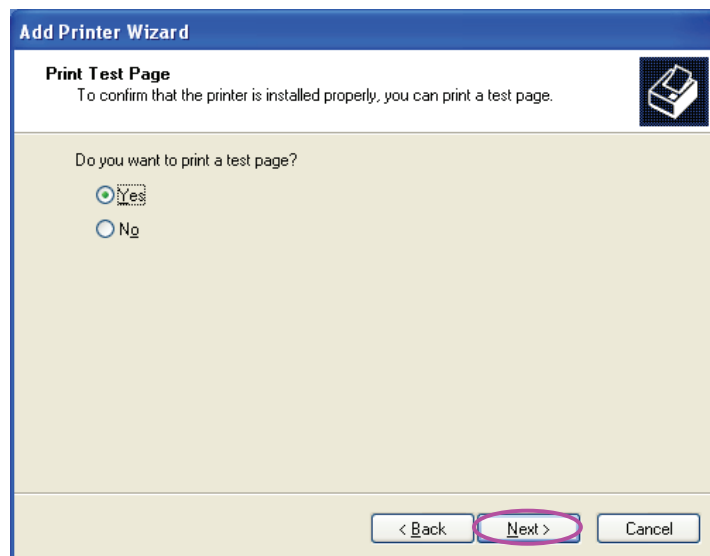 Add Printer Wizard
Print Test Page
To confirm that the printer is installed properly, you can print a test page.
Do you want to print a test page?
Yes
No
< Back Next > Cancel